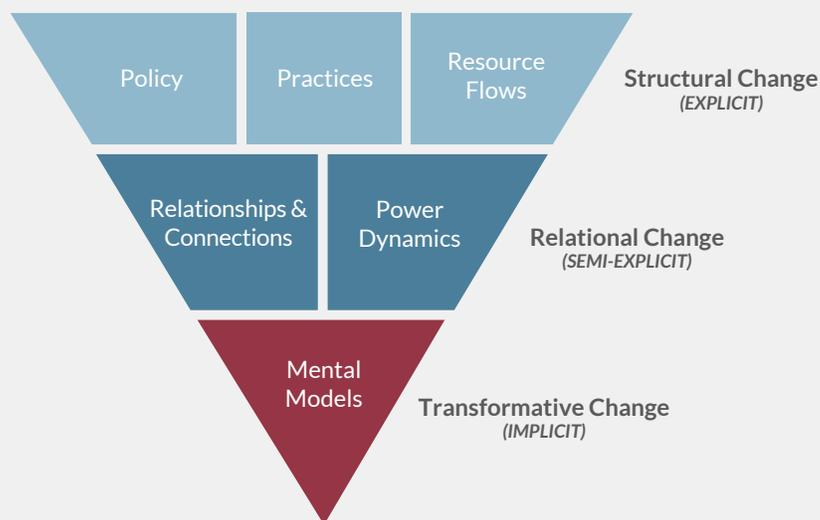 Policy
Practices
Resource
Flows
Structural Change
(EXPLICIT)
Relationships &
Connections
Power
Dynamics
Relational Change
(SEMI-EXPLICIT)
Mental
Models
Transformative Change
(IMPLICIT)